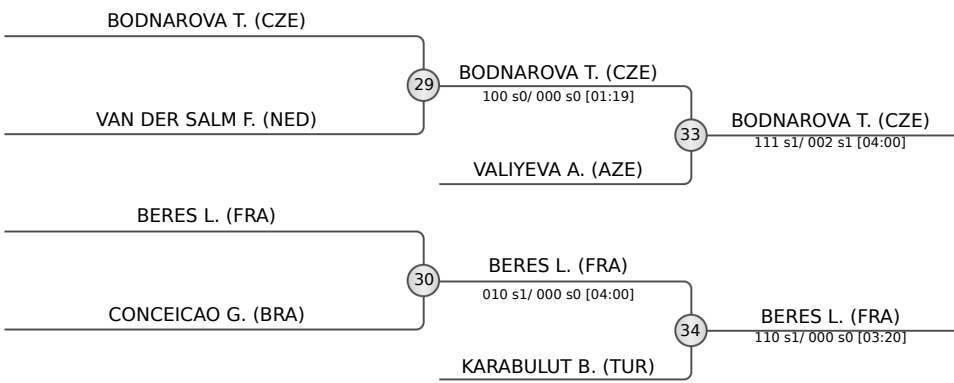 BODNAROVA T. (CZE)
29
BODNAROVA T. (CZE)
100 s0/ 000 s0 [01:19]
VAN DER SALM F. (NED)
33
BODNAROVA T. (CZE)
111 s1/ 002 s1 [04:00]
VALIYEVA A. (AZE)
BERES L. (FRA)
30
BERES L. (FRA)
010 s1/ 000 s0 [04:00]
CONCEICAO G. (BRA)
34
BERES L. (FRA)
110 s1/ 000 s0 [03:20]
KARABULUT B. (TUR)